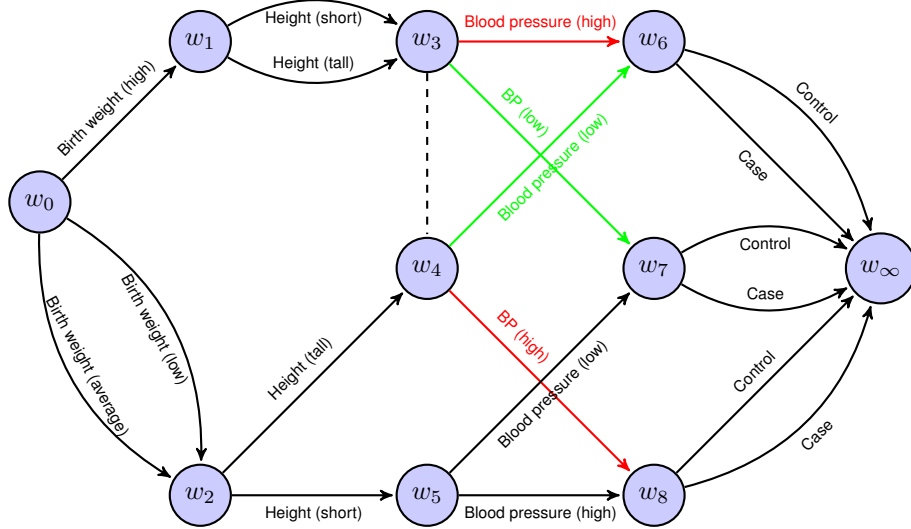 w₁
Height (short)
Height (tall)
w₃
Blood pressure (high)
w₆
Birth weight (high)
BP (low)
Blood pressure (low)
Control
Case
w₀
w₄
w₇
Control
Case
w∞
Birth weight (average)
Birth weight (low)
Height (tall)
BP (high)
Blood pressure (low)
Control
Case
w₂
Height (short)
w₅
Blood pressure (high)
w₈